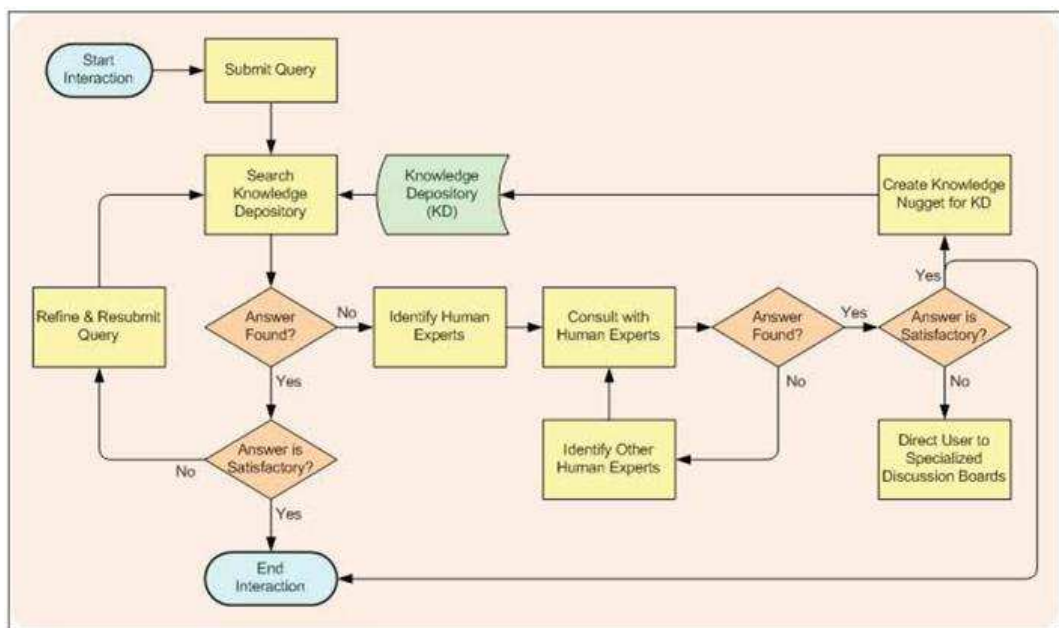 Start
Interaction
Submit Query
Search
Knowledge
Depository
Knowledge
Depository
(KD)
Create Knowledge
Nugget for KD
Yes
Refine & Resubmit
Query
Answer
Found?
No
Identify Human
Experts
Consult with
Human Experts
Answer
Found?
Yes
Answer is
Satisfactory?
Yes
No
No
Answer is
Satisfactory?
No
Identify Other
Human Experts
Direct User to
Specialized
Discussion Boards
Yes
End
Interaction